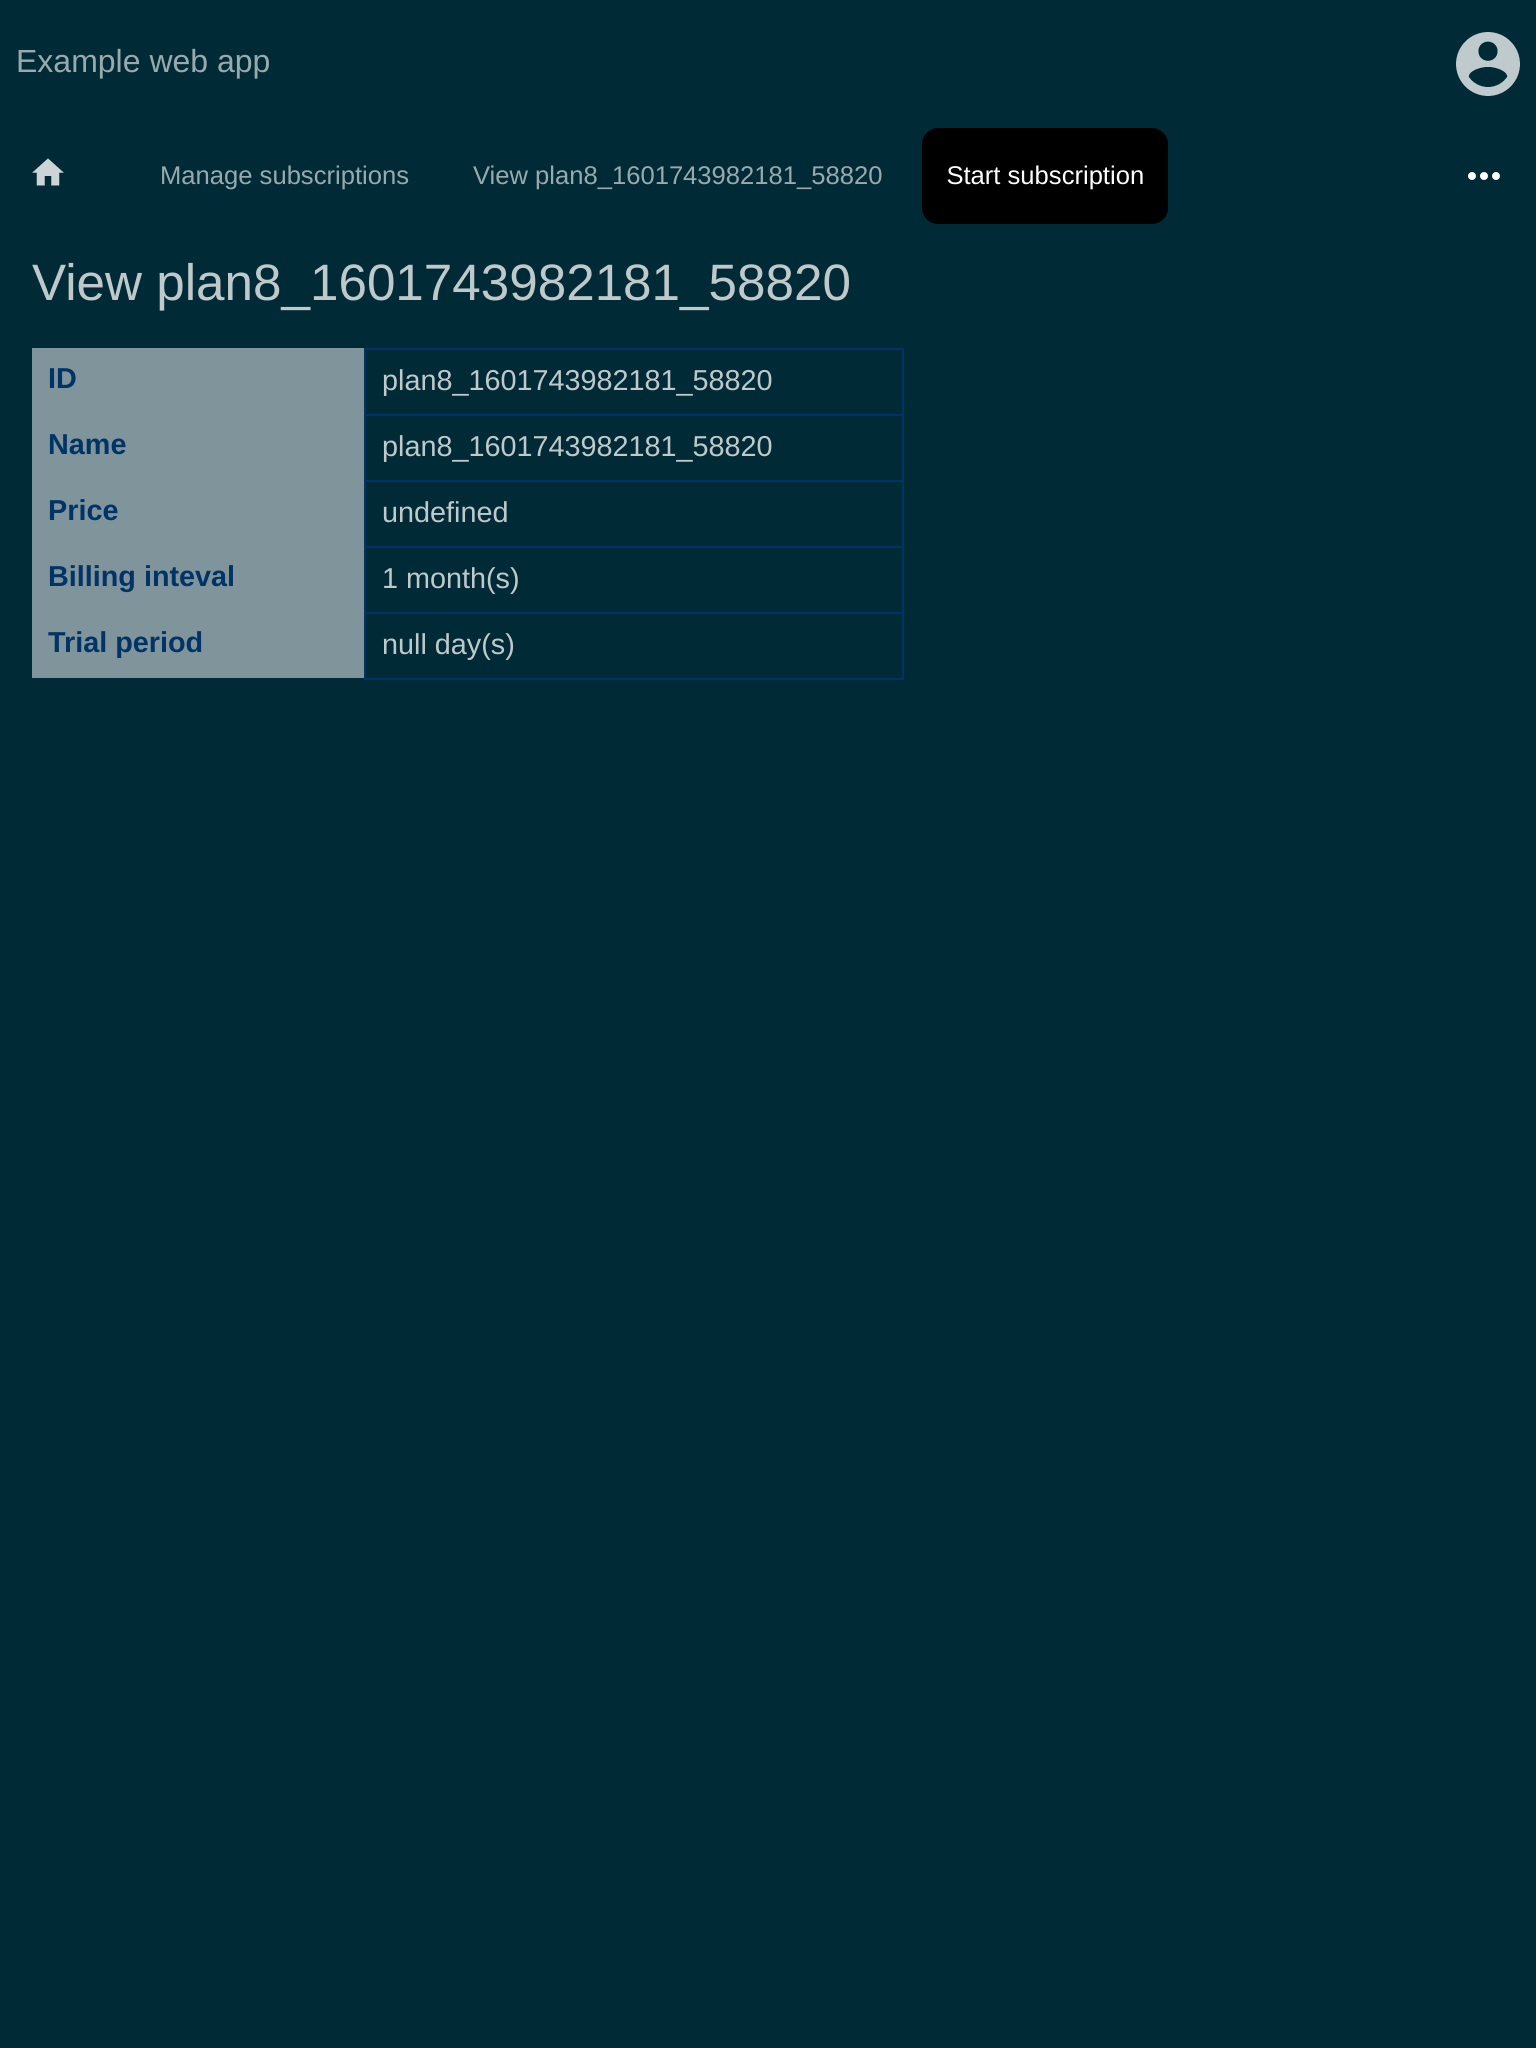 Example web app
Manage subscriptions View plan8_1601743982181_58820 Start subscription
View plan8_1601743982181_58820
ID plan8_1601743982181_58820
Name plan8_1601743982181_58820
Price undefined
Billing inteval 1 month(s)
Trial period null day(s)